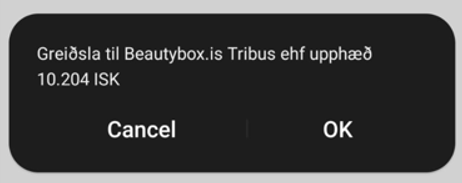 Greiðsla til Beautybox.is Tribus ehf upphæð
10.204 ISK
Cancel
OK